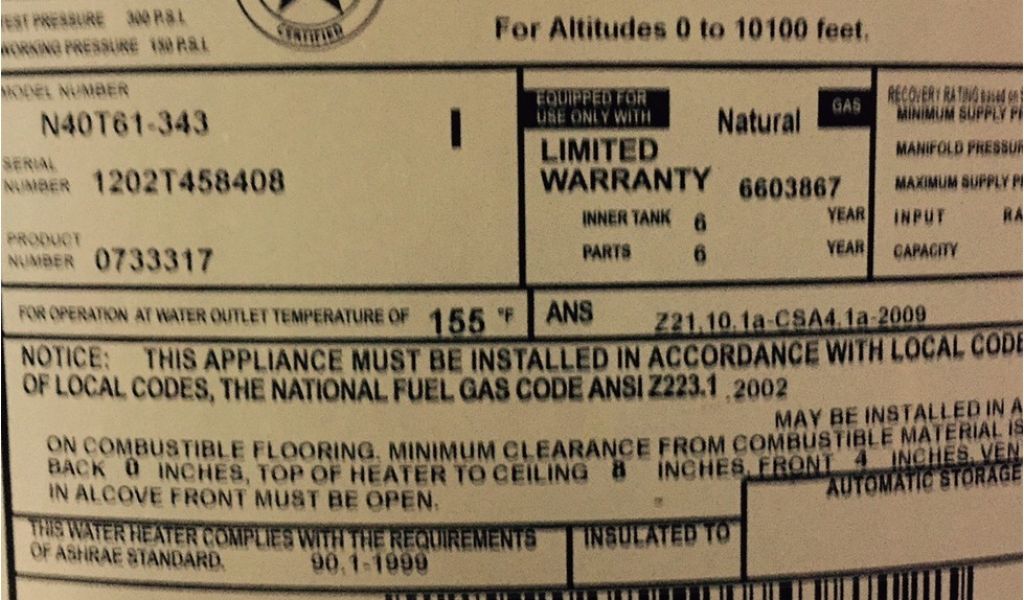 TEST PRESSURE 300 P.S.I.
WORKING PRESSURE 150 P.S.I.
CERTIFIED
For Altitudes 0 to 10100 feet.
MODEL NUMBER
N40T61-343
SERIAL
NUMBER 1202T458408
PRODUCT
NUMBER 0733317
EQUIPPED FOR
USE ONLY WITH
Natural GAS
LIMITED
WARRANTY 6603867
INNER TANK 6 YEAR
PARTS 6 YEAR
RECOVERY RATING based on
MINIMUM SUPPLY
MANIFOLD PRESSUR
MAXIMUM SUPPLY
INPUT RA
CAPACITY
FOR OPERATION AT WATER OUTLET TEMPERATURE OF 155 °F
ANS Z21.10.1a-CSA4.1a-2009
NOTICE: THIS APPLIANCE MUST BE INSTALLED IN ACCORDANCE WITH LOCAL CODE
OF LOCAL CODES, THE NATIONAL FUEL GAS CODE ANSI Z223.1 ,2002
MAY BE INSTALLED IN A
ON COMBUSTIBLE FLOORING. MINIMUM CLEARANCE FROM COMBUSTIBLE MATERIAL IS
BACK 0 INCHES, TOP OF HEATER TO CEILING 8 INCHES, FRONT 4 INCHES, VEN
IN ALCOVE FRONT MUST BE OPEN.
AUTOMATIC STORAGE
THIS WATER HEATER COMPLIES WITH THE REQUIREMENTS
OF ASHRAE STANDARD. 90.1-1999
INSULATED TO